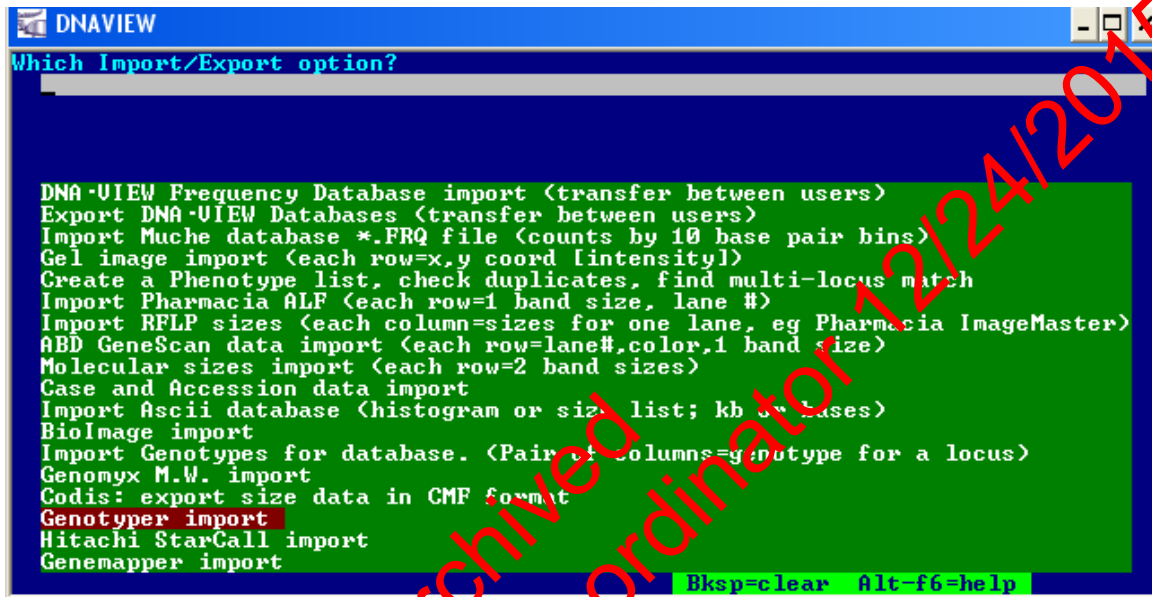 DNAVIEW
Which Import/Export option?
DNA·VIEW Frequency Database import (transfer between users)
Export DNA·VIEW Databases (transfer between users)
Import Muche database *.FRQ file (counts by 10 base pair bins)
Gel image import (each row=x,y coord [intensity])
Create a Phenotype list, check duplicates, find multi-locus match
Import Pharmacia ALF (each row=1 band size, lane #)
Import RFLP sizes (each column=sizes for one lane, eg Pharmacia ImageMaster)
ABD GeneScan data import (each row=lane#,color,1 band size)
Molecular sizes import (each row=2 band sizes)
Case and Accession data import
Import Ascii database (histogram or size list; kb or bases)
BioImage import
Import Genotypes for database. (Pair of columns=genotype for a locus)
Genomyx M.W. import
Codis: export size data in CMF format
Genotyper import
Hitachi StarCall import
Genemapper import
Bksp=clear Alt-f6=help
12/24/2015